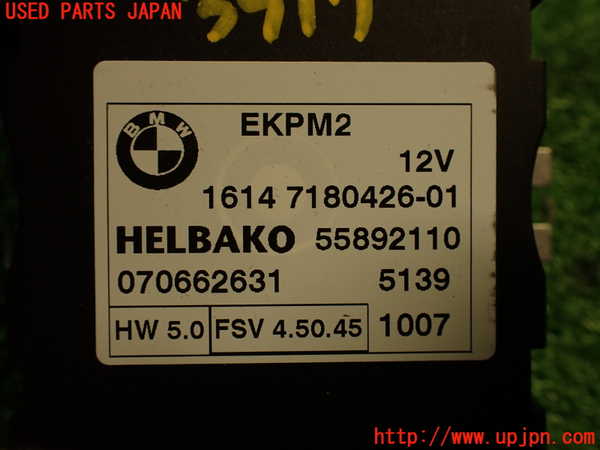 USED PARTS JAPAN
BMW
EKPM2
12V
1614 7180426-01
HELBAKO 55892110
070662631 5139
HW 5.0 FSV 4.50.45 1007
UPJ http://www.upjpn.com/